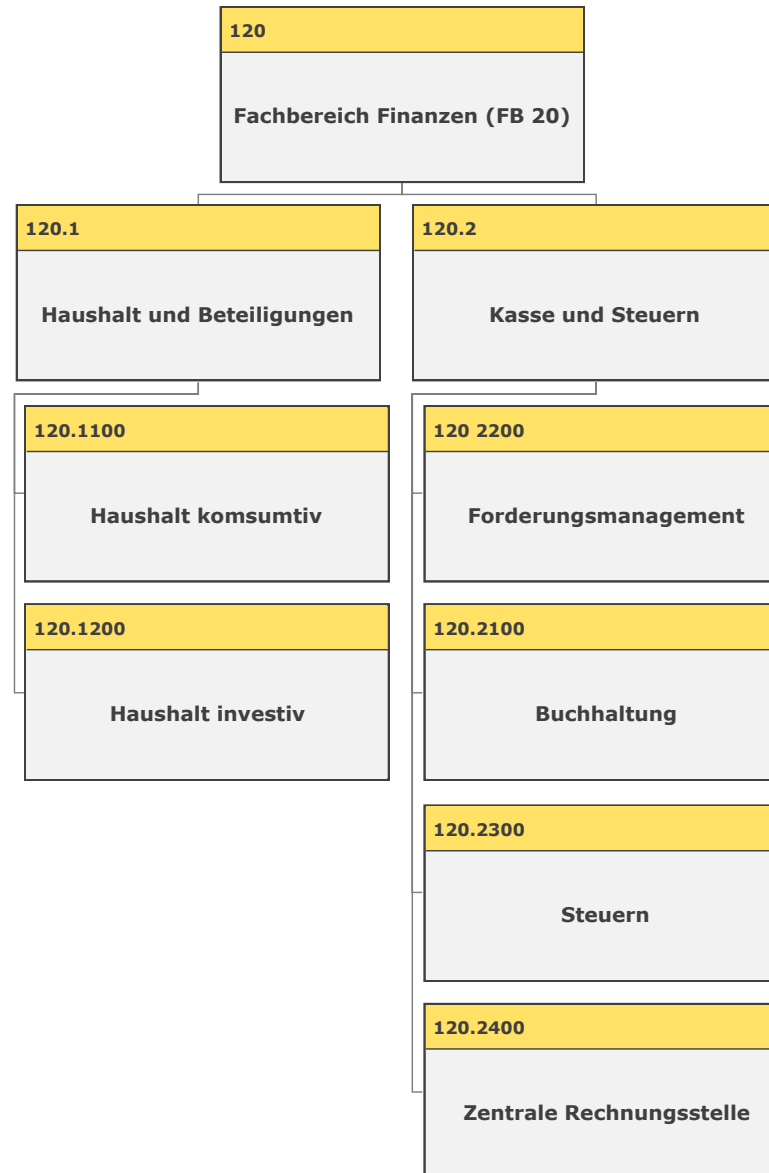 120
Fachbereich Finanzen (FB 20)
120.1
Haushalt und Beteiligungen
120.2
Kasse und Steuern
120.1100
Haushalt komsumtiv
120.1200
Haushalt investiv
120 2200
Forderungsmanagement
120.2100
Buchhaltung
120.2300
Steuern
120.2400
Zentrale Rechnungsstelle